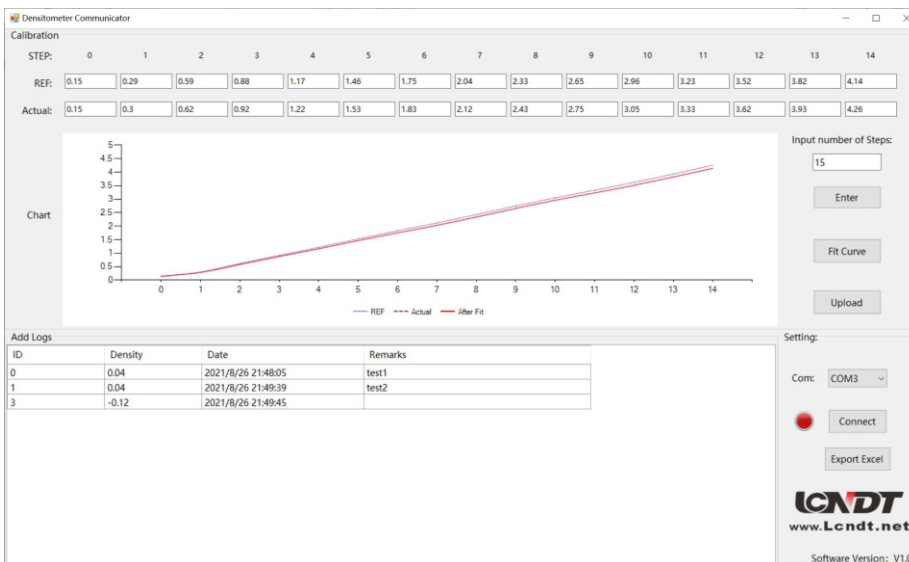 Densitometer Communicator
Calibration
STEP: 0 1 2 3 4 5 6 7 8 9 10 11 12 13 14
REF: 0.15 0.29 0.59 0.88 1.17 1.46 1.75 2.04 2.33 2.65 2.96 3.23 3.52 3.82 4.14
Actual: 0.15 0.3 0.62 0.92 1.22 1.53 1.83 2.12 2.43 2.75 3.05 3.33 3.62 3.93 4.26
Input number of Steps:
15
Enter
Fit Curve
Upload
Chart
5
4.5
4
3.5
3
2.5
2
1.5
1
0.5
0
0 1 2 3 4 5 6 7 8 9 10 11 12 13 14
REF Actual After Fit
Add Logs
ID Density Date Remarks
0 0.04 2021/8/26 21:48:05 test1
1 0.04 2021/8/26 21:49:39 test2
3 -0.12 2021/8/26 21:49:45
Setting:
Com: COM3
Connect
Export Excel
LCNDT
www.Lcndt.net
Software Version: V1.0